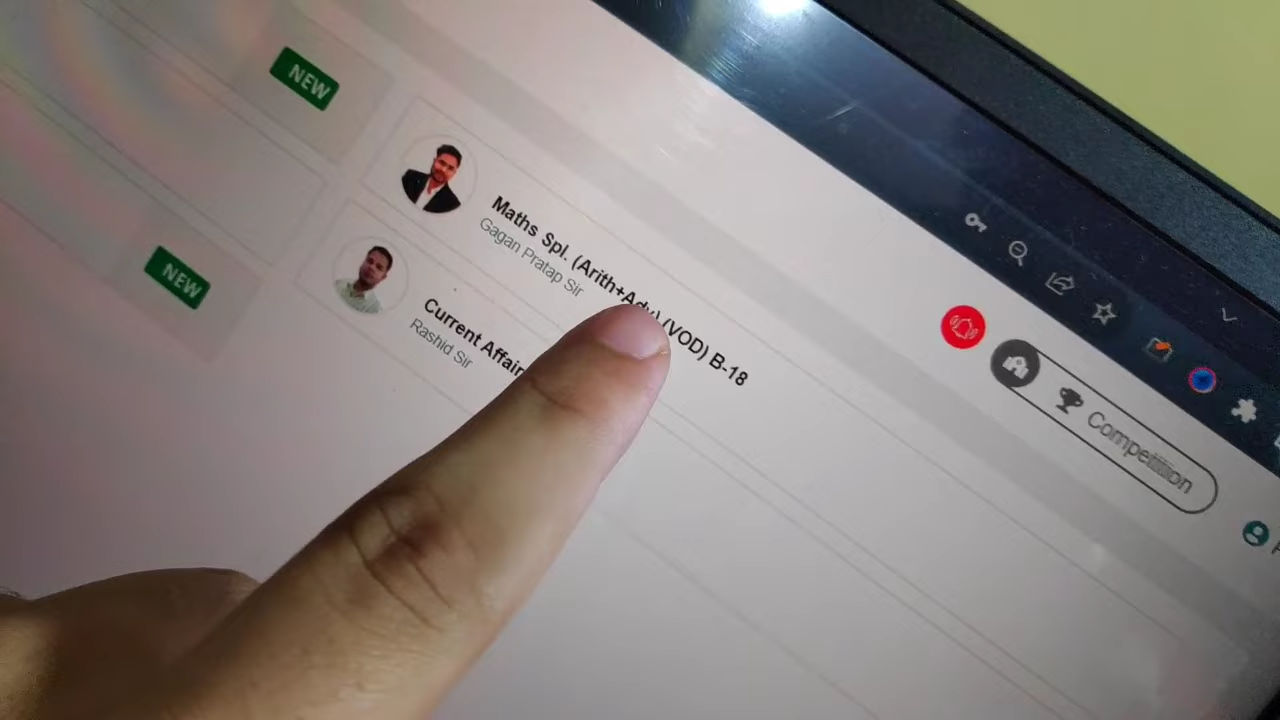 NEW
Maths Spl. (Arith+Adv) (VOD) B-18
Gagan Pratap Sir
NEW
Current Affair
Rashid Sir
Competition